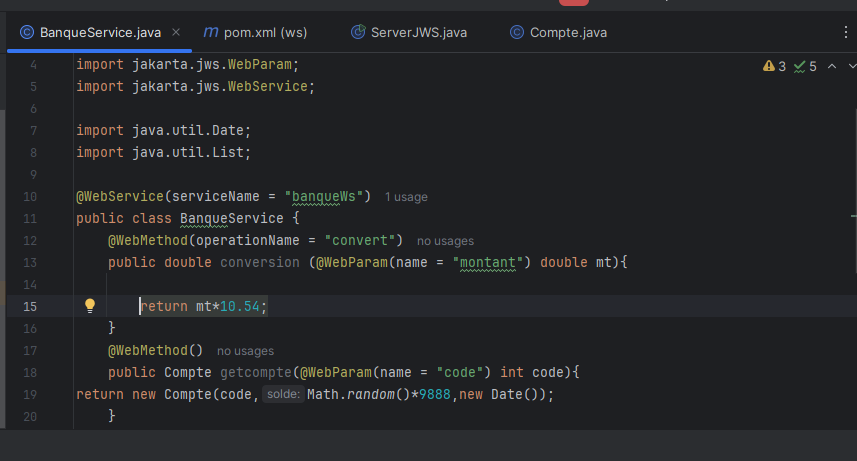 BanqueService.java pom.xml (ws) ServerJWS.java Compte.java
4 import jakarta.jws.WebParam; 3 5
5 import jakarta.jws.WebService;
6
7 import java.util.Date;
8 import java.util.List;
9
10 @WebService(serviceName = "banqueWs") 1 usage
11 public class BanqueService {
12 @WebMethod(operationName = "convert") no usages
13 public double conversion (@WebParam(name = "montant") double mt){
14
15 return mt*10.54;
16 }
17 @WebMethod() no usages
18 public Compte getcompte(@WebParam(name = "code") int code){
19 return new Compte(code, solde: Math.random()*9888,new Date());
20 }